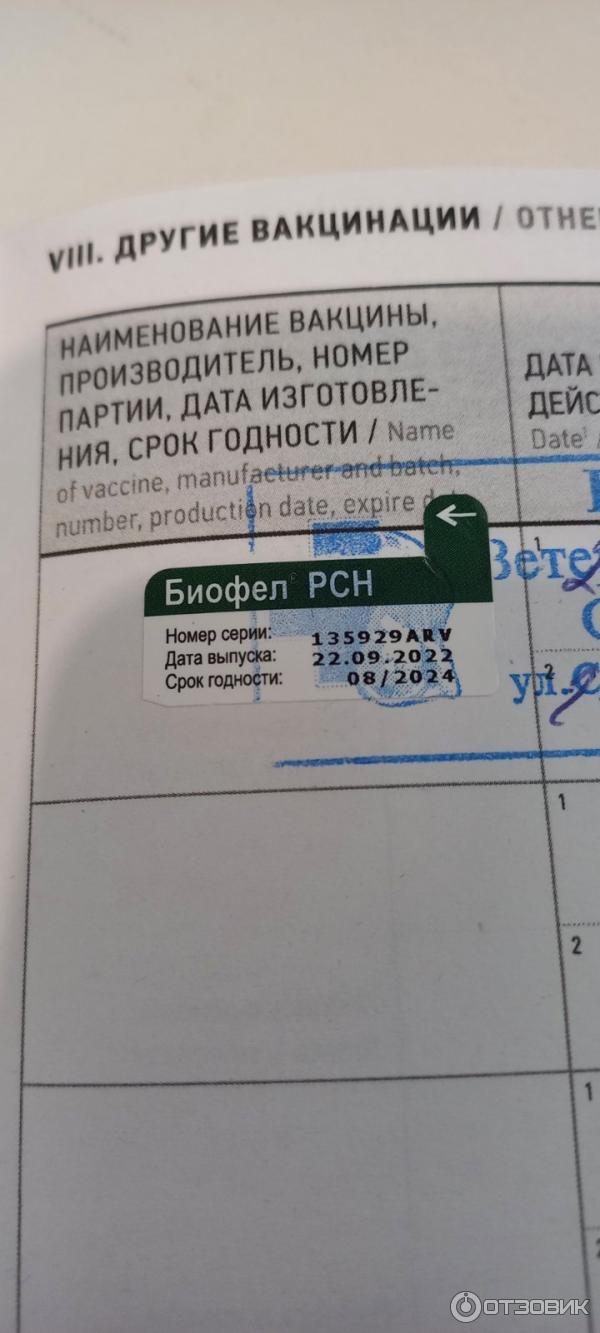 VIII. ДРУГИЕ ВАКЦИНАЦИИ /
НАИМЕНОВАНИЕ ВАКЦИНЫ,
ПРОИЗВОДИТЕЛЬ, НОМЕР
ПАРТИИ, ДАТА ИЗГОТОВЛЕ-
НИЯ, СРОК ГОДНОСТИ / Name
of vaccine, manufacturer and batch,
number, production date, expire
ДАТА
Date /
Биофел РСН
Номер серии: 135929ARV
Дата выпуска: 22.09.2022
Срок годности: 08/2024
ул.
1
2
1
2
1
ОТЗОВИК